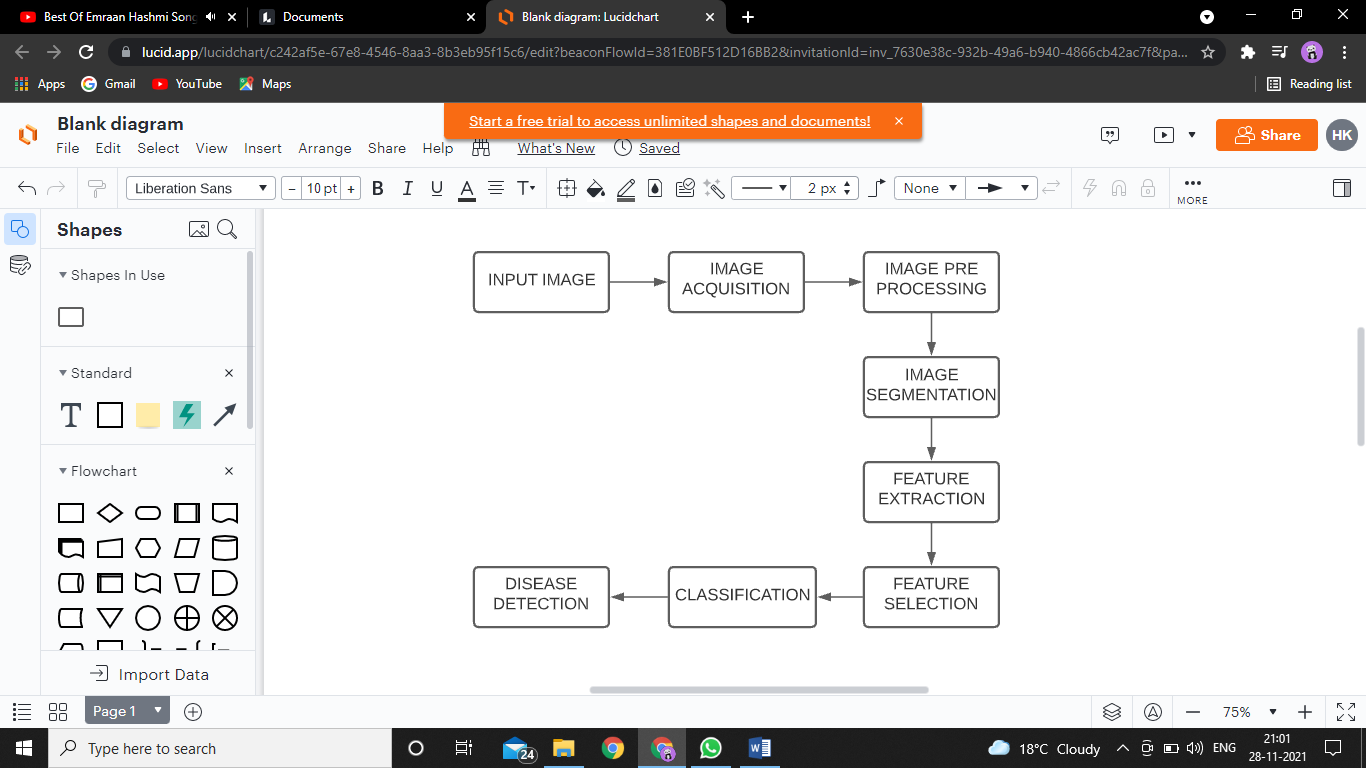 Best Of Emraan Hashmi Song
Documents
Blank diagram: Lucidchart
lucid.app/lucidchart/c242af5e-67e8-4546-8aa3-8b3eb95f15c6/edit?beaconFlowId=381E0BF512D16BB2&invitationId=inv_7630e38c-932b-49a6-b940-4866cb42ac7f&pa...
Apps
Gmail
YouTube
Maps
Reading list
Blank diagram
Start a free trial to access unlimited shapes and documents!
File Edit Select View Insert Arrange Share Help What's New Saved
Share
HK
Liberation Sans
− 10 pt +
B I U A T
2 px
None
MORE
Shapes
Shapes In Use
Standard
T
Flowchart
Import Data
INPUT IMAGE
IMAGE
ACQUISITION
IMAGE PRE
PROCESSING
IMAGE
SEGMENTATION
FEATURE
EXTRACTION
FEATURE
SELECTION
CLASSIFICATION
DISEASE
DETECTION
Page 1
75%
Type here to search
24
18°C Cloudy
ENG
21:01
28-11-2021